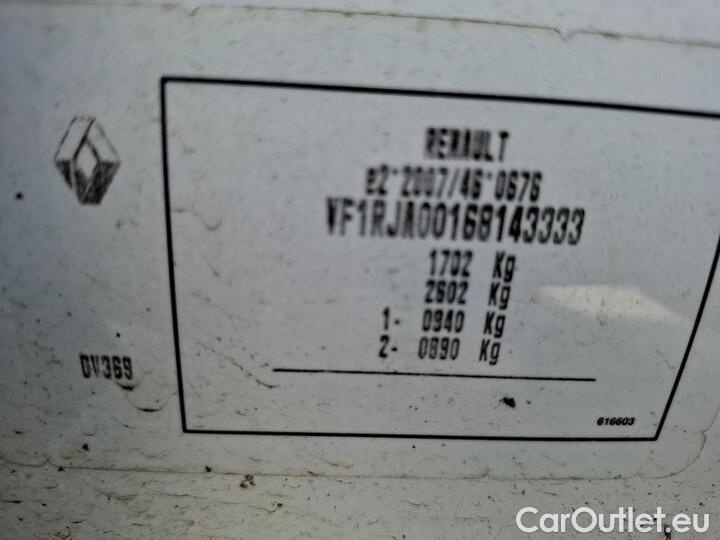 RENAULT
e2*2007/46*0676
VF1RJA00168143333
1702 Kg
2602 Kg
1- 0940 Kg
2- 0890 Kg
DV369
616603
CarOutlet.eu